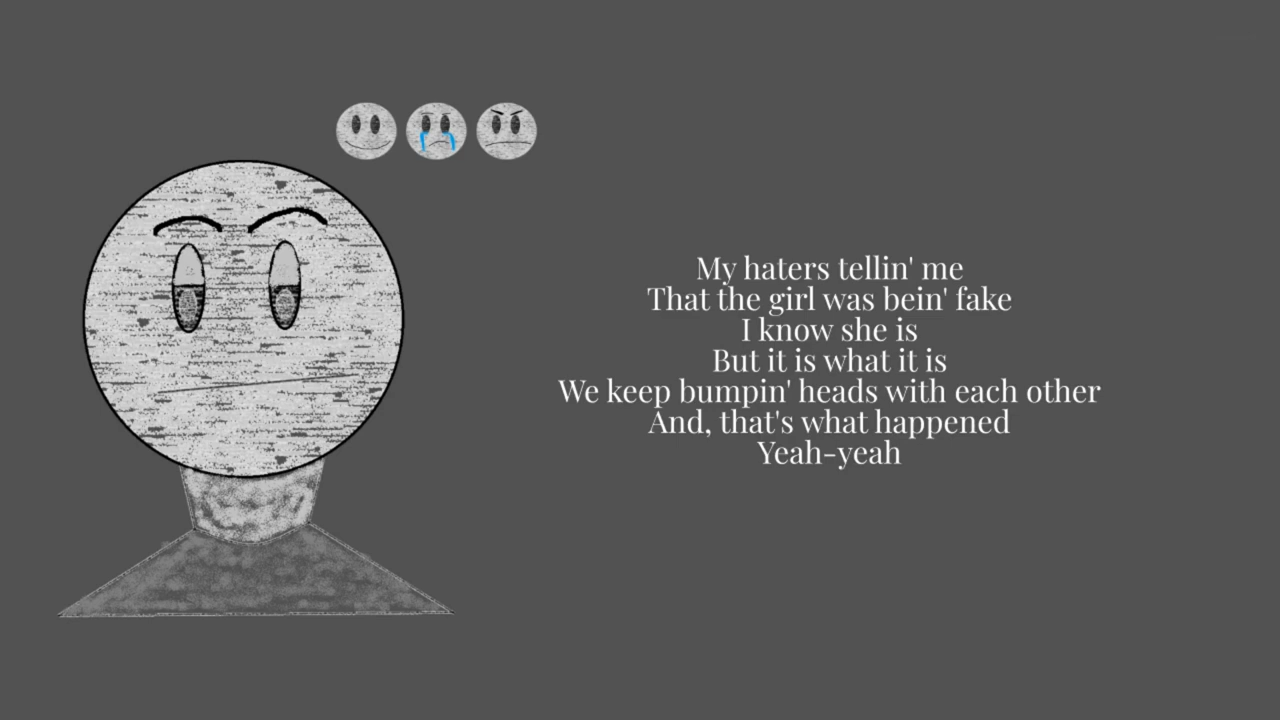 My haters tellin' me
That the girl was bein' fake
I know she is
But it is what it is
We keep bumpin' heads with each other
And, that's what happened
Yeah-yeah